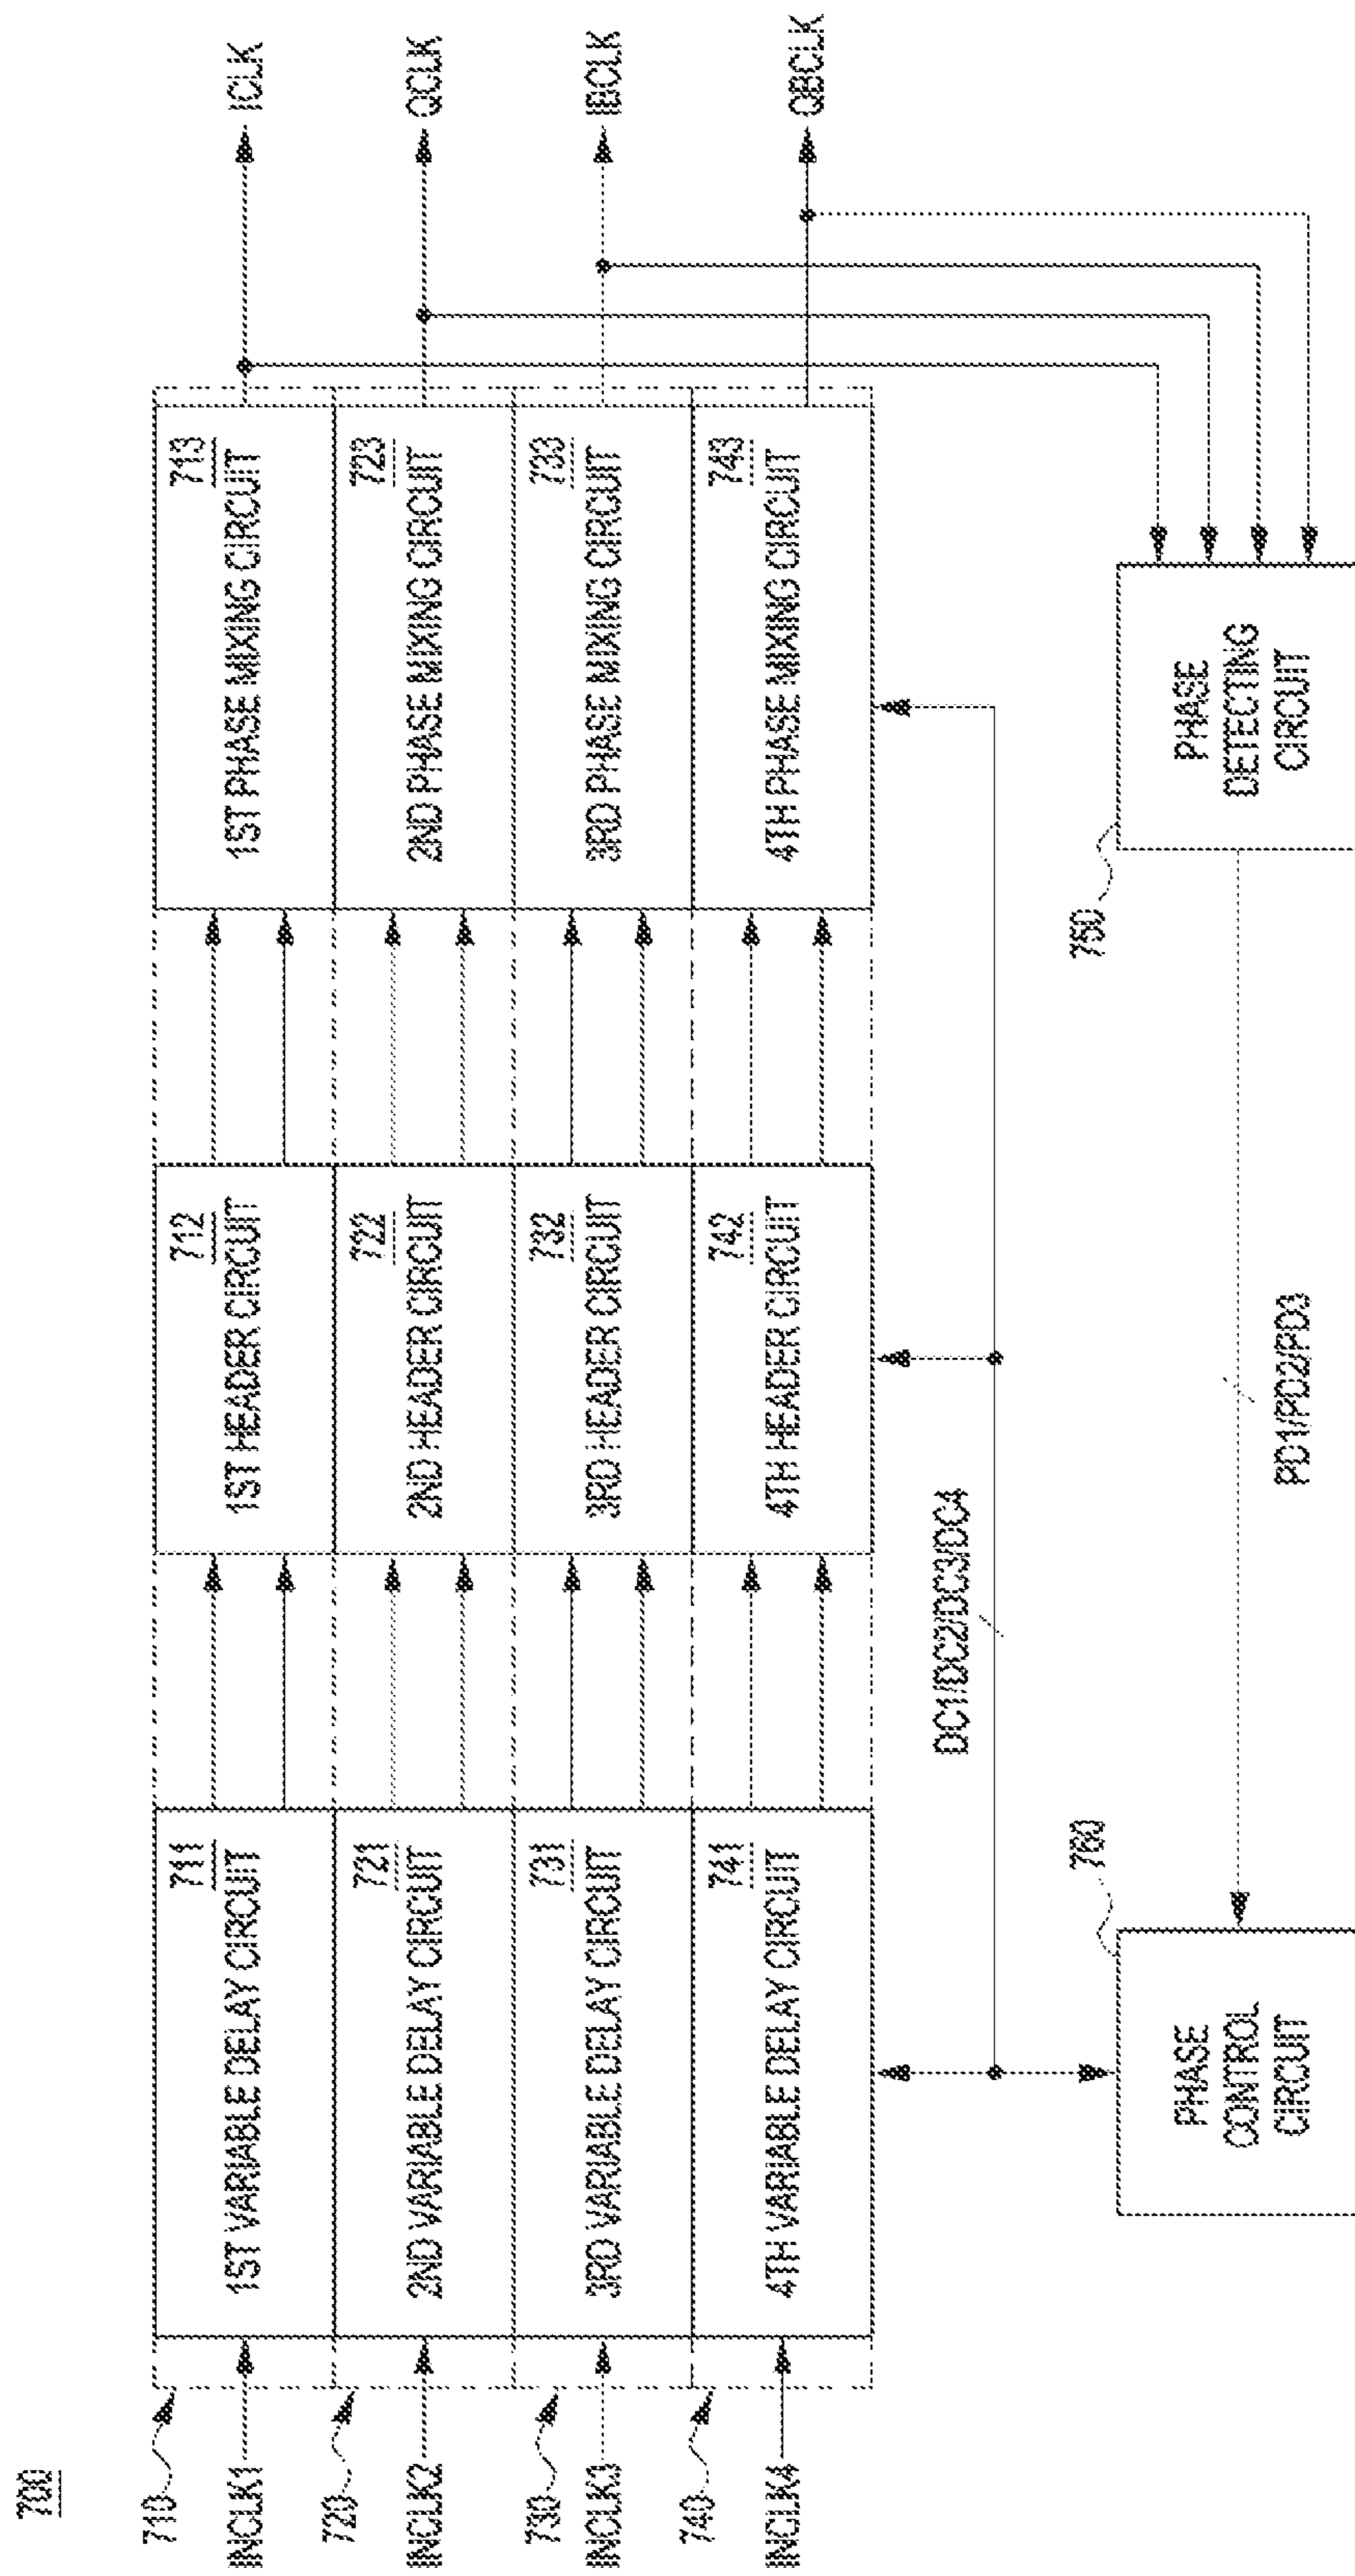 700
710
INCLK1
1ST VARIABLE DELAY CIRCUIT
711
1ST HEADER CIRCUIT
712
1ST PHASE MIXING CIRCUIT
713
ICLK
720
INCLK2
2ND VARIABLE DELAY CIRCUIT
721
2ND HEADER CIRCUIT
722
2ND PHASE MIXING CIRCUIT
723
QCLK
730
INCLK3
3RD VARIABLE DELAY CIRCUIT
731
3RD HEADER CIRCUIT
732
3RD PHASE MIXING CIRCUIT
733
IBCLK
740
INCLK4
4TH VARIABLE DELAY CIRCUIT
741
4TH HEADER CIRCUIT
742
4TH PHASE MIXING CIRCUIT
743
QBCLK
DC1/DC2/DC3/DC4
760
PHASE
CONTROL
CIRCUIT
PD1/PD2/PD3
750
PHASE
DETECTING
CIRCUIT